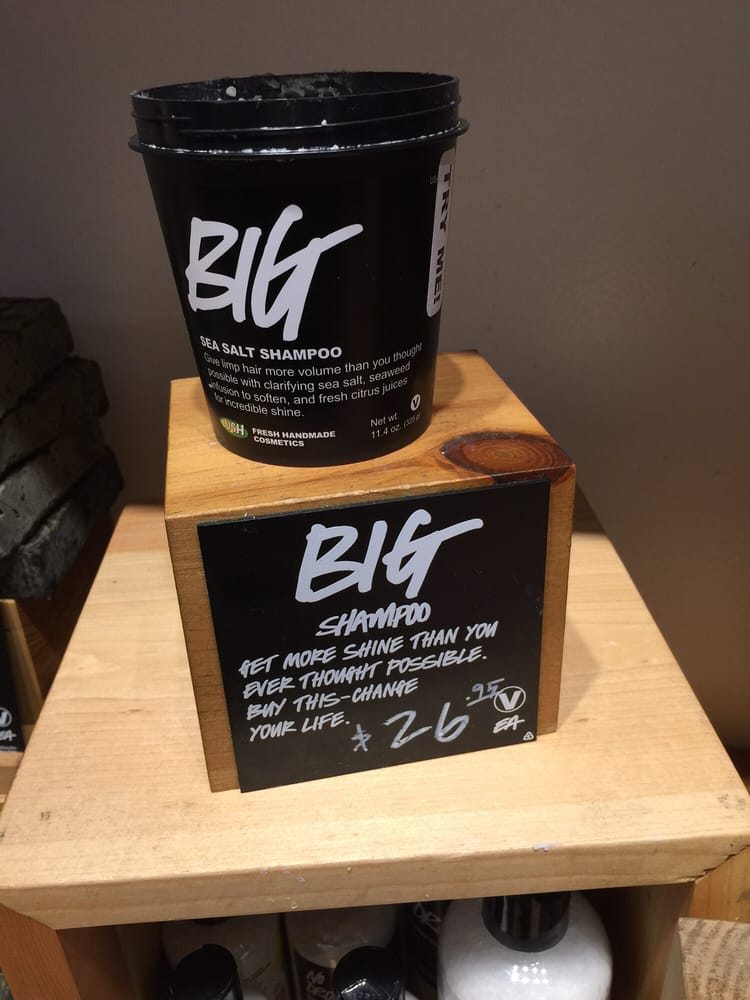 BIG
SEA SALT SHAMPOO
Give limp hair more volume than you thought
possible with clarifying sea salt, seaweed
infusion to soften, and fresh citrus juices
for incredible shine.
LUSH
FRESH HANDMADE
COSMETICS
Net wt.
11.4 oz. (325g)
V
TRY ME!
BIG
SHAMPOO
GET MORE SHINE THAN YOU
EVER THOUGHT POSSIBLE.
BUY THIS-CHANGE
YOUR LIFE.
$26.95
V
EA
V
EA